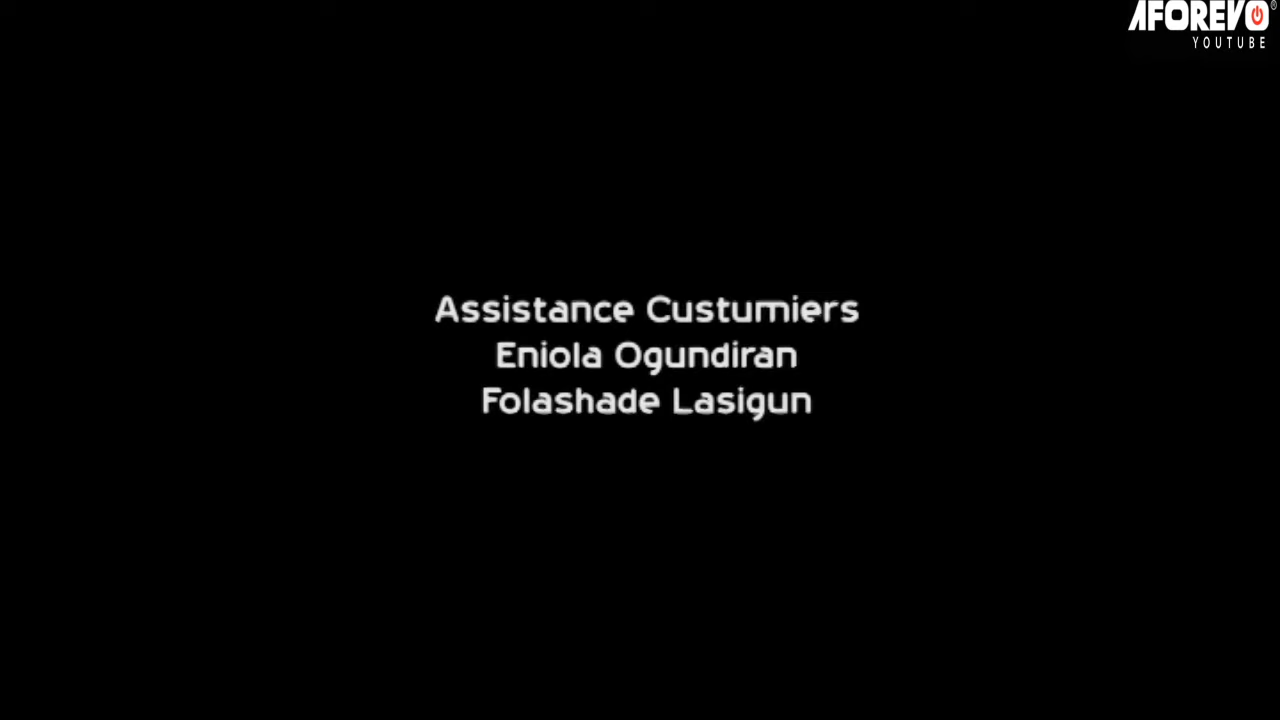 AFOREVO®
YOUTUBE
Assistance Custumiers
Eniola Ogundiran
Folashade Lasigun